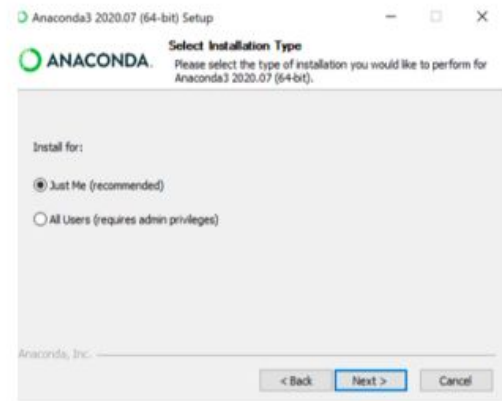 Anaconda3 2020.07 (64-bit) Setup
ANACONDA.
Select Installation Type
Please select the type of installation you would like to perform for
Anaconda3 2020.07 (64-bit).
Install for:
Just Me (recommended)
All Users (requires admin privileges)
Anaconda, Inc.
< Back
Next >
Cancel